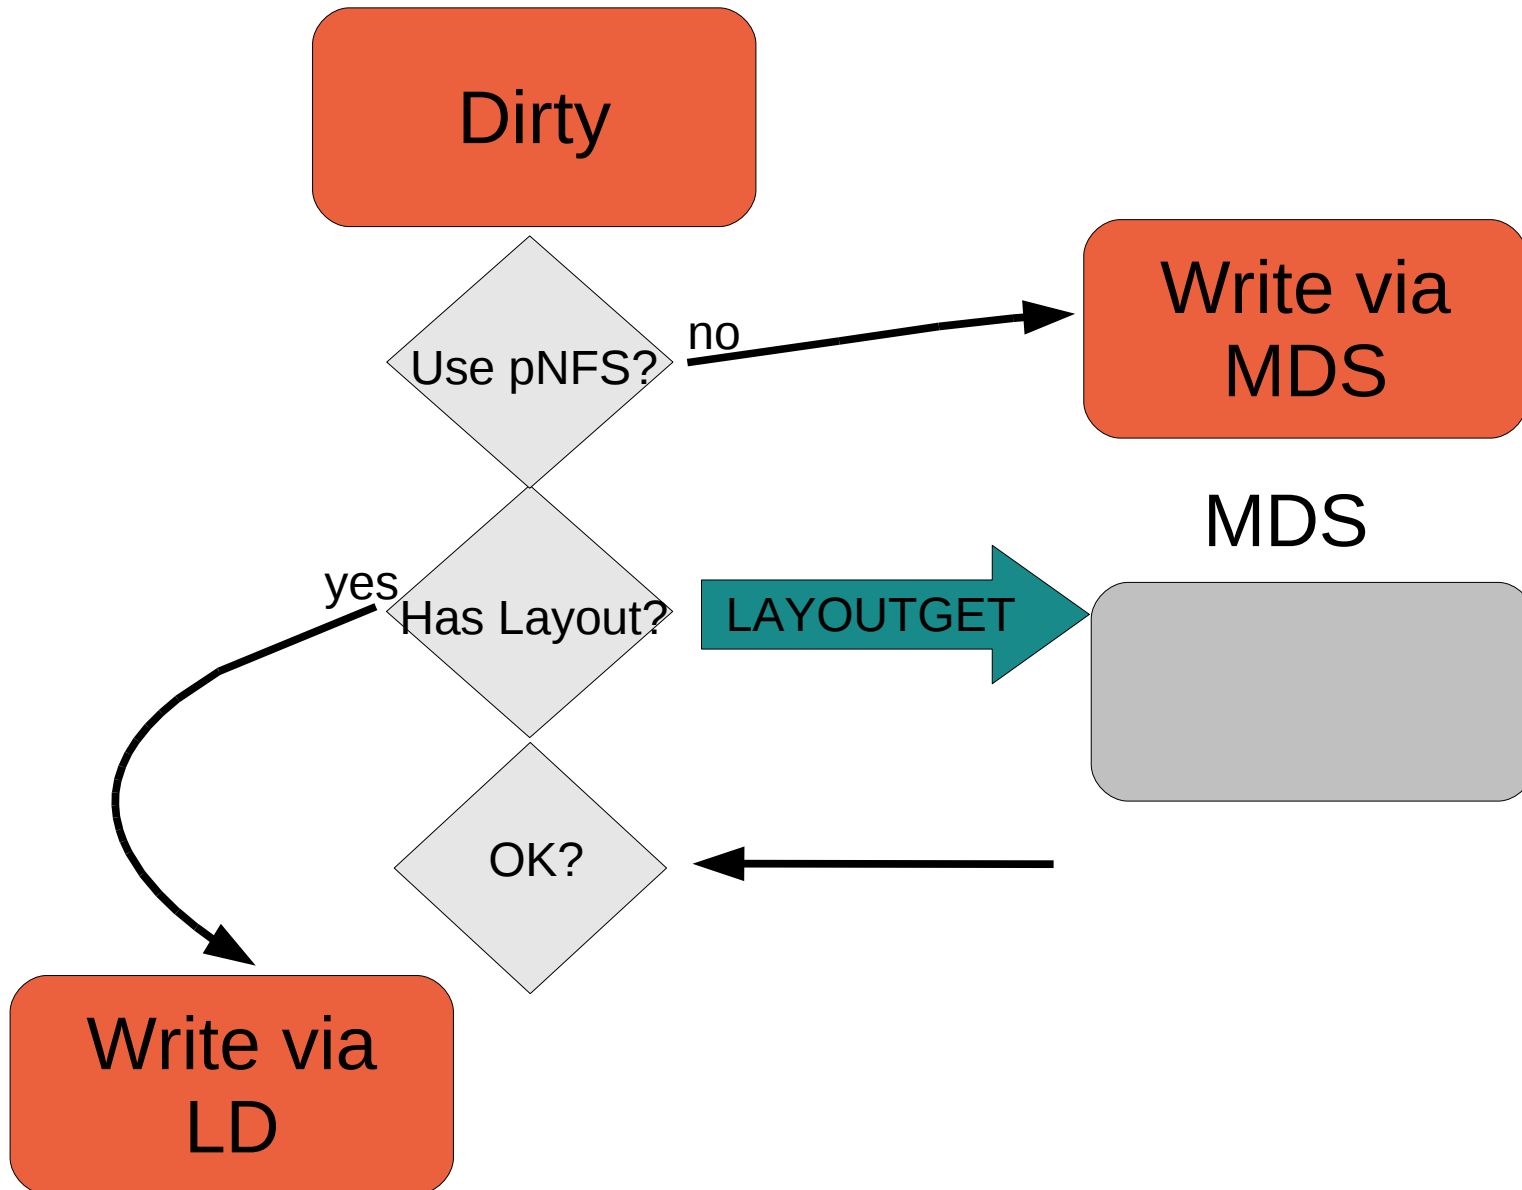 Dirty
Write via
MDS
no
Use pNFS?
MDS
yes
Has Layout?
LAYOUTGET
OK?
Write via
LD